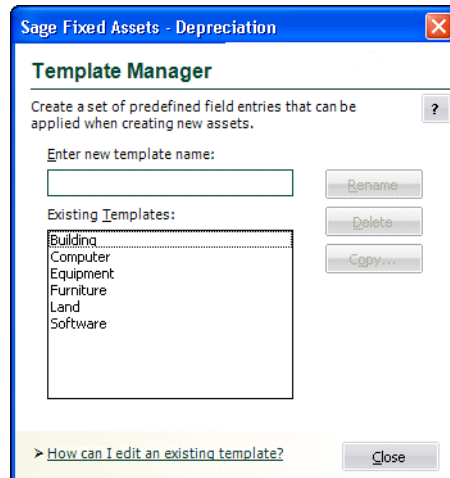 Sage Fixed Assets - Depreciation
Template Manager
Create a set of predefined field entries that can be
applied when creating new assets.
?
Enter new template name:
Rename
Existing Templates:
Delete
Building
Computer
Copy...
Equipment
Furniture
Land
Software
➤ How can I edit an existing template?
Close